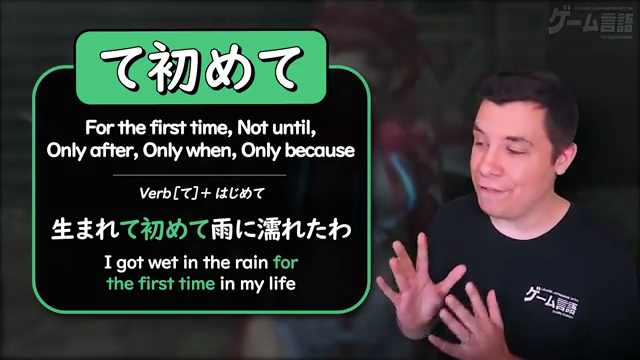 て初めて
For the first time, Not until,
Only after, Only when, Only because
Verb [て] + はじめて
生まれて初めて雨に濡れたわ
I got wet in the rain for
the first time in my life
LEARN JAPANESE WITH
ゲーム言語
ゲーム言語